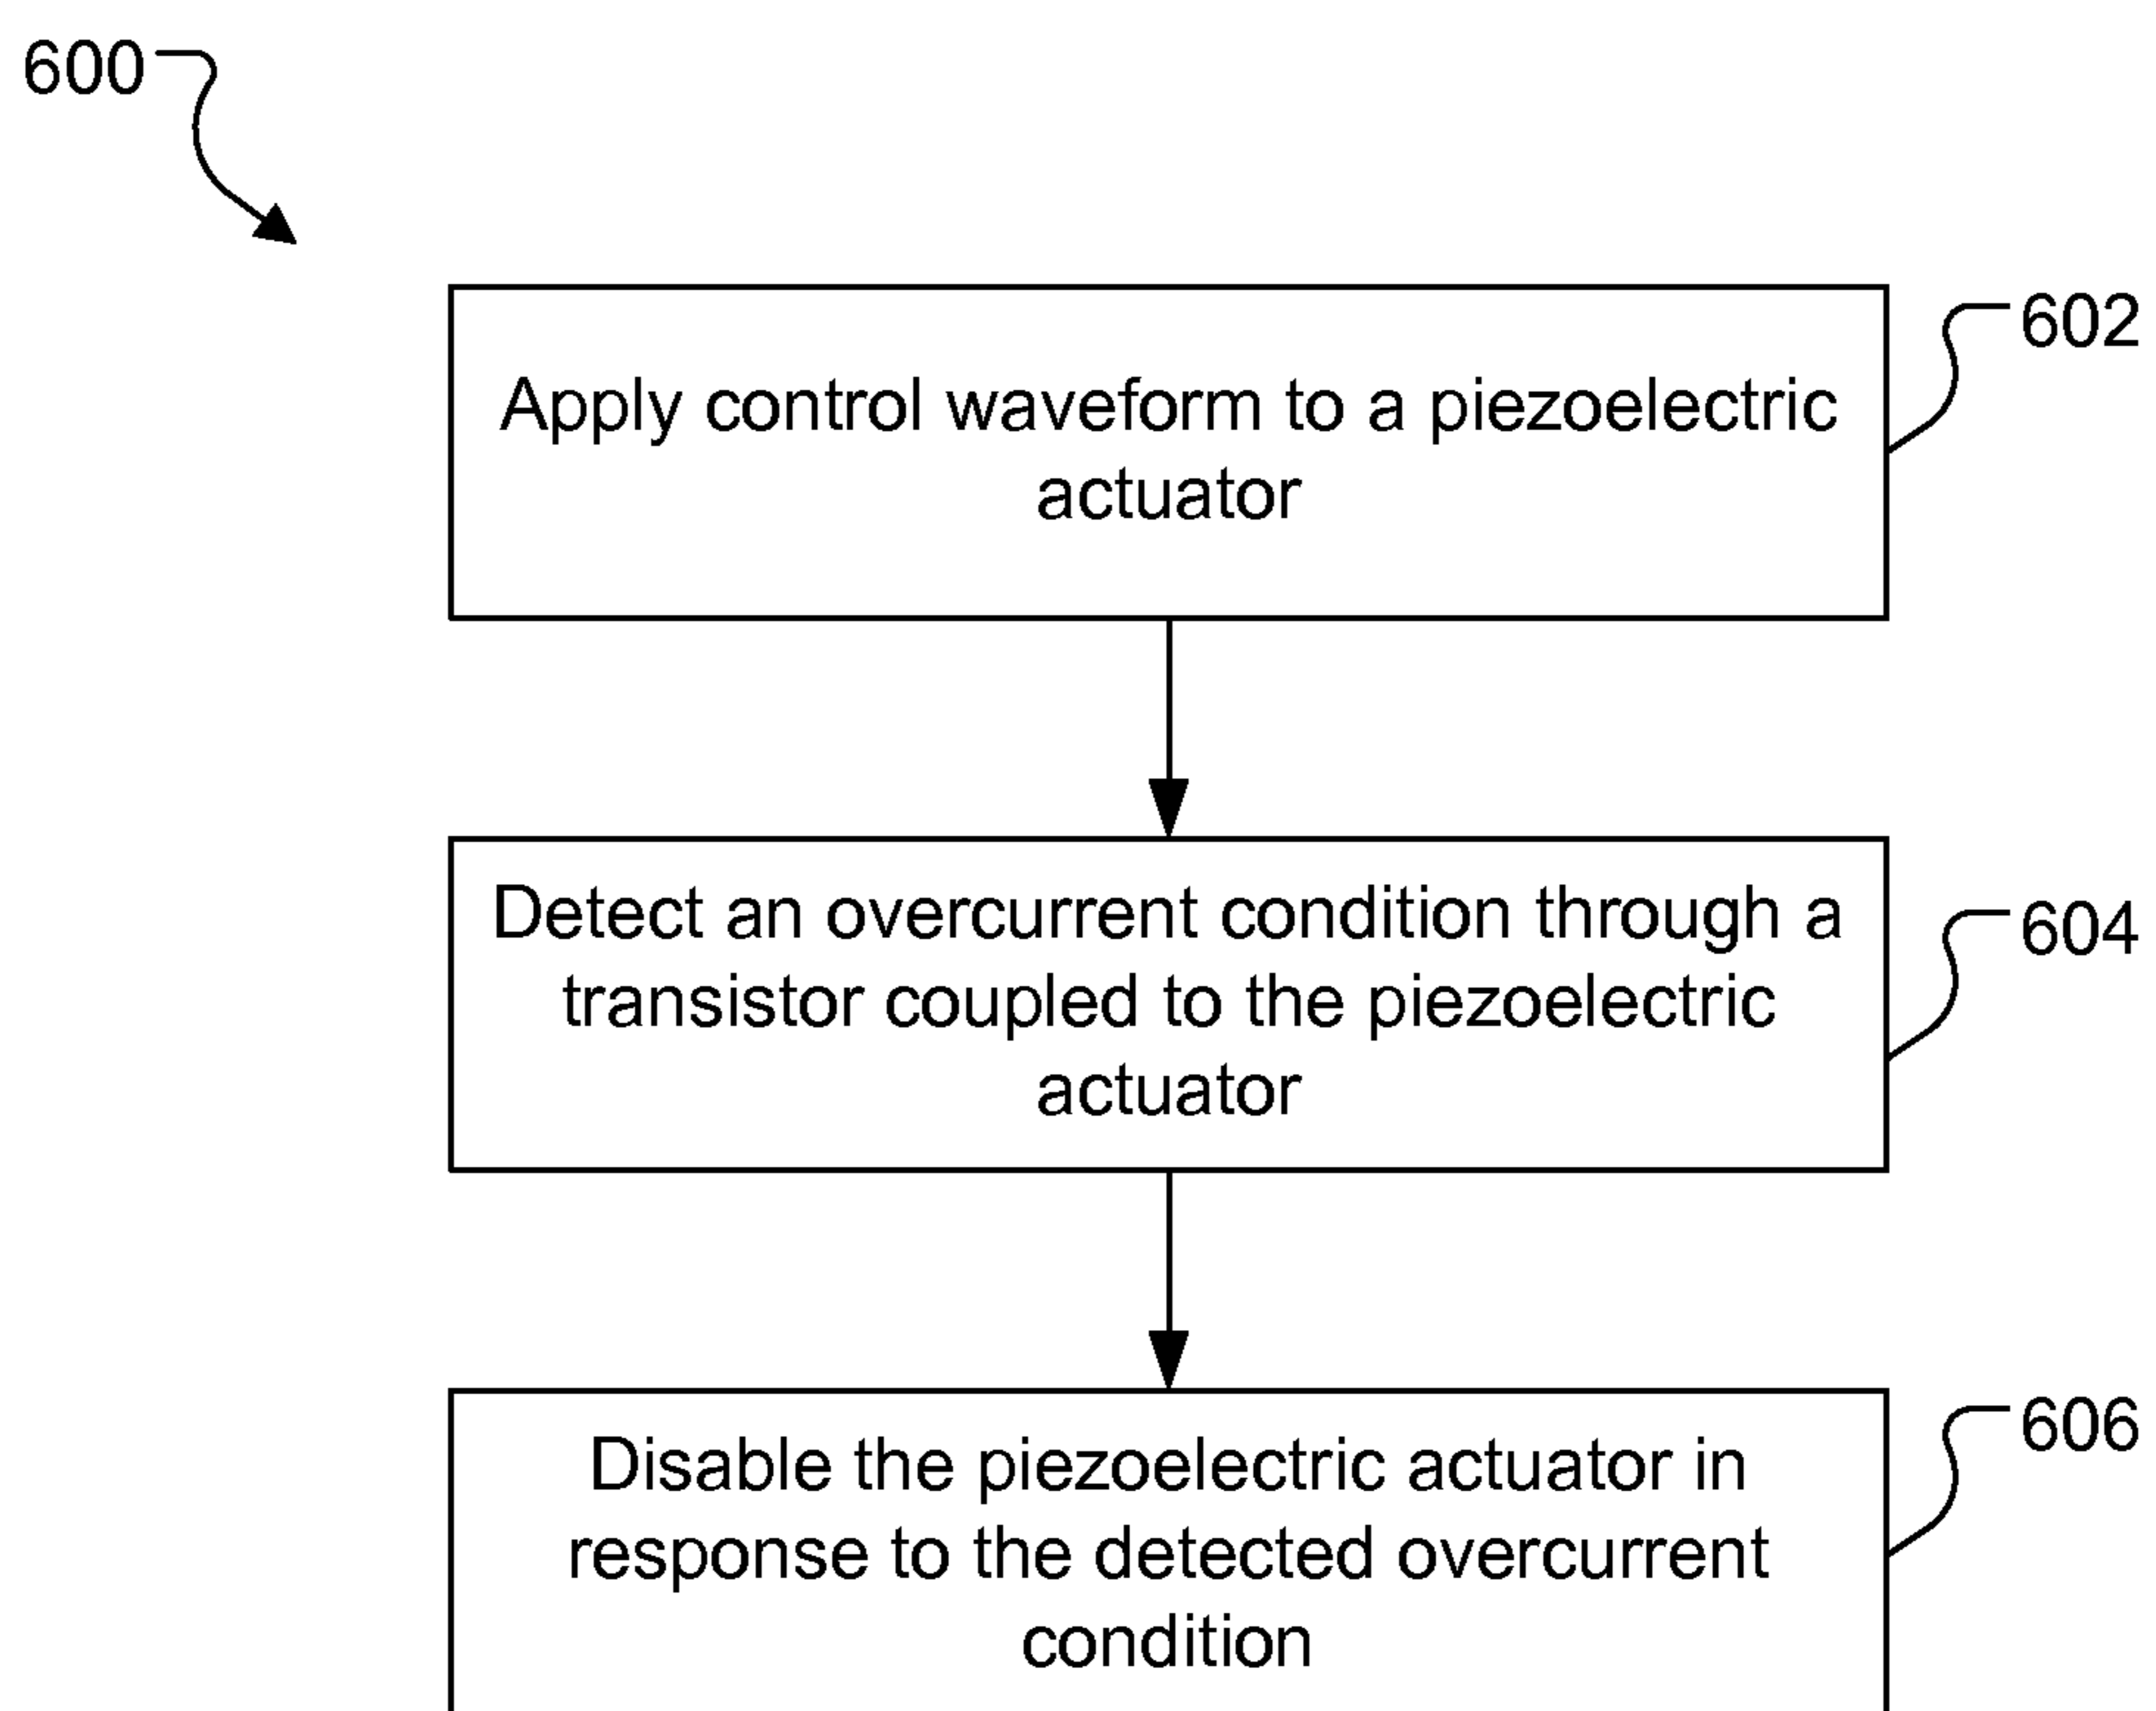 600
602
Apply control waveform to a piezoelectric
actuator
604
Detect an overcurrent condition through a
transistor coupled to the piezoelectric
actuator
606
Disable the piezoelectric actuator in
response to the detected overcurrent
condition